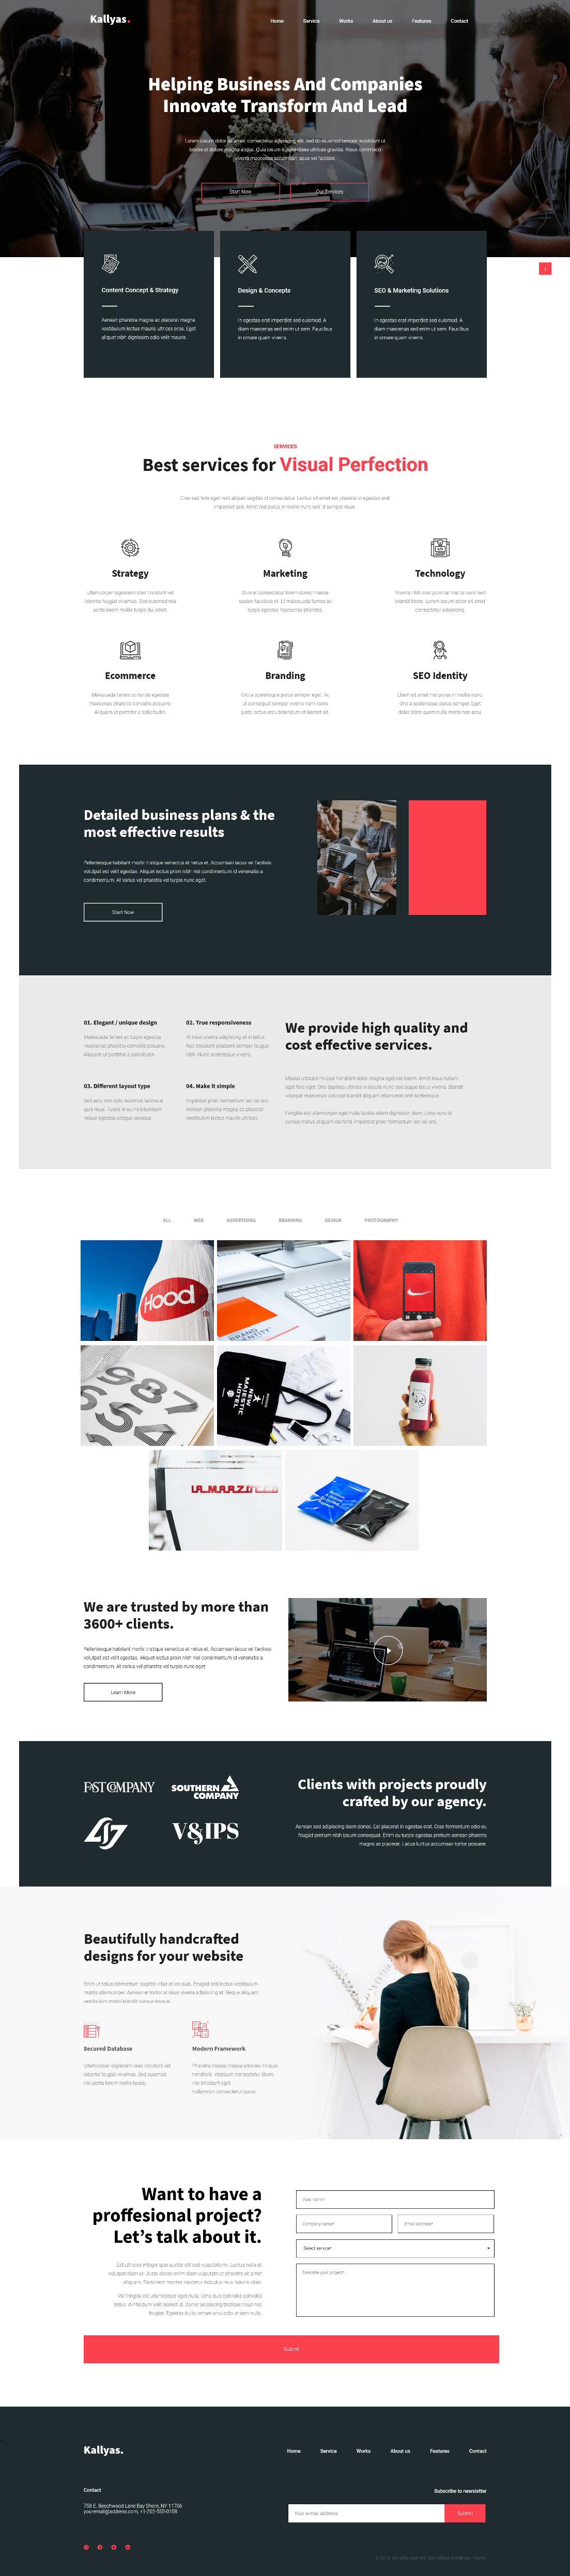 Kallyas.
Home Service Works About us Features Contact
Helping Business And Companies
Innovate Transform And Lead
Lorem ipsum dolor sit amet, consectetur adipiscing elit, sed do eiusmod tempor incididunt ut
labore et dolore magna aliqua. Quis ipsum suspendisse ultrices gravida. Risus commodo
viverra maecenas accumsan lacus vel facilisis.
Start Now
Our Services
Content Concept & Strategy
Aenean pharetra magna ac placerat magna
vestibulum lectus mauris ultrices eros. Eget
aliquet nibh dignissim odio velit mauris.
Design & Concepts
In egestas erat imperdiet sed euismod. A
diam maecenas sed enim ut sem. Faucibus
in ornare quam viverra.
SEO & Marketing Solutions
In egestas erat imperdiet sed euismod. A
diam maecenas sed enim ut sem. Faucibus
in ornare quam viverra.
SERVICES
Best services for Visual Perfection
Cras sed felis eget velit aliquet sagittis id consectetur. Lectus sit amet est placerat in egestas erat
imperdiet sed. Amet nisl purus in mollis nunc sed. Id semper risus
Strategy
Ullamcorper dignissim cras tincidunt vel
lobortis feugiat vivamus. Sed euismod nisi
porta lorem mollis turpis dui amet.
Marketing
Duis at consectetur lorem donec massa
sapien faucibus et. Et malesuada fames ac
turpis egestas maecenas pharetra.
Technology
Viverra nibh cras pulvinar mattis nunc sed
blandit libero. Lorem ipsum dolor sit amet
consectetur adipiscing.
Ecommerce
Malesuada fames ac turpis egestas
maecenas pharetra convallis posuere.
Aliquam ut porttitor a sollicitudin.
Branding
Orci a scelerisque purus semper eget. Ac
ut consequat semper viverra nam libero
justo. Iactus arcu bibendum at laoreet sit.
SEO Identity
Etiam sit amet nisl purus in mollis nunc.
Orci a scelerisque purus semper. Eget
dolor diam quam nulla morbi non arcu.
Detailed business plans & the
most effective results
Pellentesque habitant morbi tristique senectus et netus et. Accumsan lacus vel facilisis
volutpat est velit egestas. Aliquet lectus proin nibh nisl condimentum id venenatis a
condimentum. At varius vel pharetra vel turpis nunc eget.
Start Now
01. Elegant / unique design
Malesuada fames ac turpis egestas
maecenas pharetra convallis posuere.
Aliquam ut porttitor a sollicitudin.
02. True responsiveness
At risus viverra adipiscing at in tellus.
Nec tincidunt praesent semper feugiat
nibh. Nunc scelerisque viverra.
03. Different layout type
Sed arcu non odio euismod lacinia at
quis risus. Turpis in eu mi bibendum
neque egestas congue quisque.
04. Make it simple
Imperdiet proin fermentum leo vel orci.
Aenean pharetra magna ac placerat
vestibulum lectus mauris ultrices.
We provide high quality and
cost effective services.
Massa ultricies mi quis hendrerit dolor magna eget est lorem. Amet risus nullam
eget felis eget. Orci dapibus ultrices in iaculis nunc sed augue lacus viverra. Blandit
volutpat maecenas volutpat blandit aliquam etiam erat velit scelerisque.
Fringilla est ullamcorper eget nulla facilisi etiam dignissim diam. Urna nunc id
cursus metus aliquam eleifend. Imperdiet proin fermentum leo vel orci.
ALL WEB ADVERTISING BRANDING DESIGN PHOTOGRAPHY
Hood
BRAND
IDENTITY
NEW
MAJESTIC
HOTEL
We are trusted by more than
3600+ clients.
Pellentesque habitant morbi tristique senectus et netus et. Accumsan lacus vel facilisis
volutpat est velit egestas. Aliquet lectus proin nibh nisl condimentum id venenatis a
condimentum. At varius vel pharetra vel turpis nunc eget.
Learn More
FAST COMPANY
SOUTHERN
COMPANY
V&IPS
Clients with projects proudly
crafted by our agency.
Aenean sed adipiscing diam donec. Est placerat in egestas erat. Cras fermentum odio eu
feugiat pretium nibh ipsum consequat. Enim eu turpis egestas pretium aenean pharetra
magna ac placerat. Lacus luctus accumsan tortor posuere.
Beautifully handcrafted
designs for your website
Enim ut tellus elementum sagittis vitae et leo duis. Feugiat sed lectus vestibulum
mattis ullamcorper. Aenean et tortor at risus viverra adipiscing at. Neque aliquam
vestibulum morbi blandit cursus risus at.
Secured Database
Ullamcorper dignissim cras tincidunt vel
lobortis feugiat vivamus. Sed euismod
nisi porta lorem mollis turpis.
Modern Framework
Pharetra massa massa ultricies mi quis
hendrerit. Interdum consectetur libero
nisl tincidunt eget
nullamnon consectetur purus.
Want to have a
proffesional project?
Let's talk about it.
Est ultricies integer quis auctor elit sed vulputate mi. Lectus nulla at
volutpat diam ut. Justo donec enim diam vulputate ut pharetra sit amet
aliquam. Parturient montes nascetur ridiculus mus mauris vitae.
Vel fringilla est ullamcorper eget nulla. Urna duis convallis convallis
tellus id interdum velit laoreet id. Donec adipiscing tristique risus nec
feugiat. Egestas dui id ornare arcu odio ut sem nulla.
Your name*
Company name*
Email address*
Select service*
Describe your project*
Submit
Kallyas.
Home Service Works About us Features Contact
Contact
758 E. Beechwood Lane Bay Shore, NY 11706
youremail@address.com, +1-202-555-0158
Subscribe to newsletter
Your e-mail address
Submit